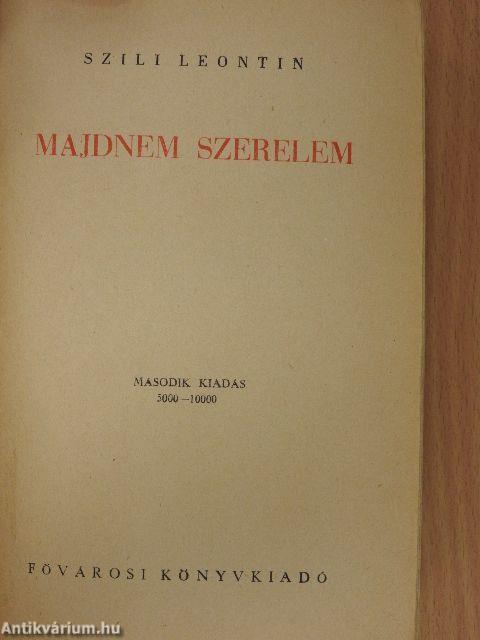 SZILI LEONTIN
MAJDNEM SZERELEM
MÁSODIK KIADÁS
5000–10000
FŐVÁROSI KÖNYVKIADÓ
Antikvárium.hu